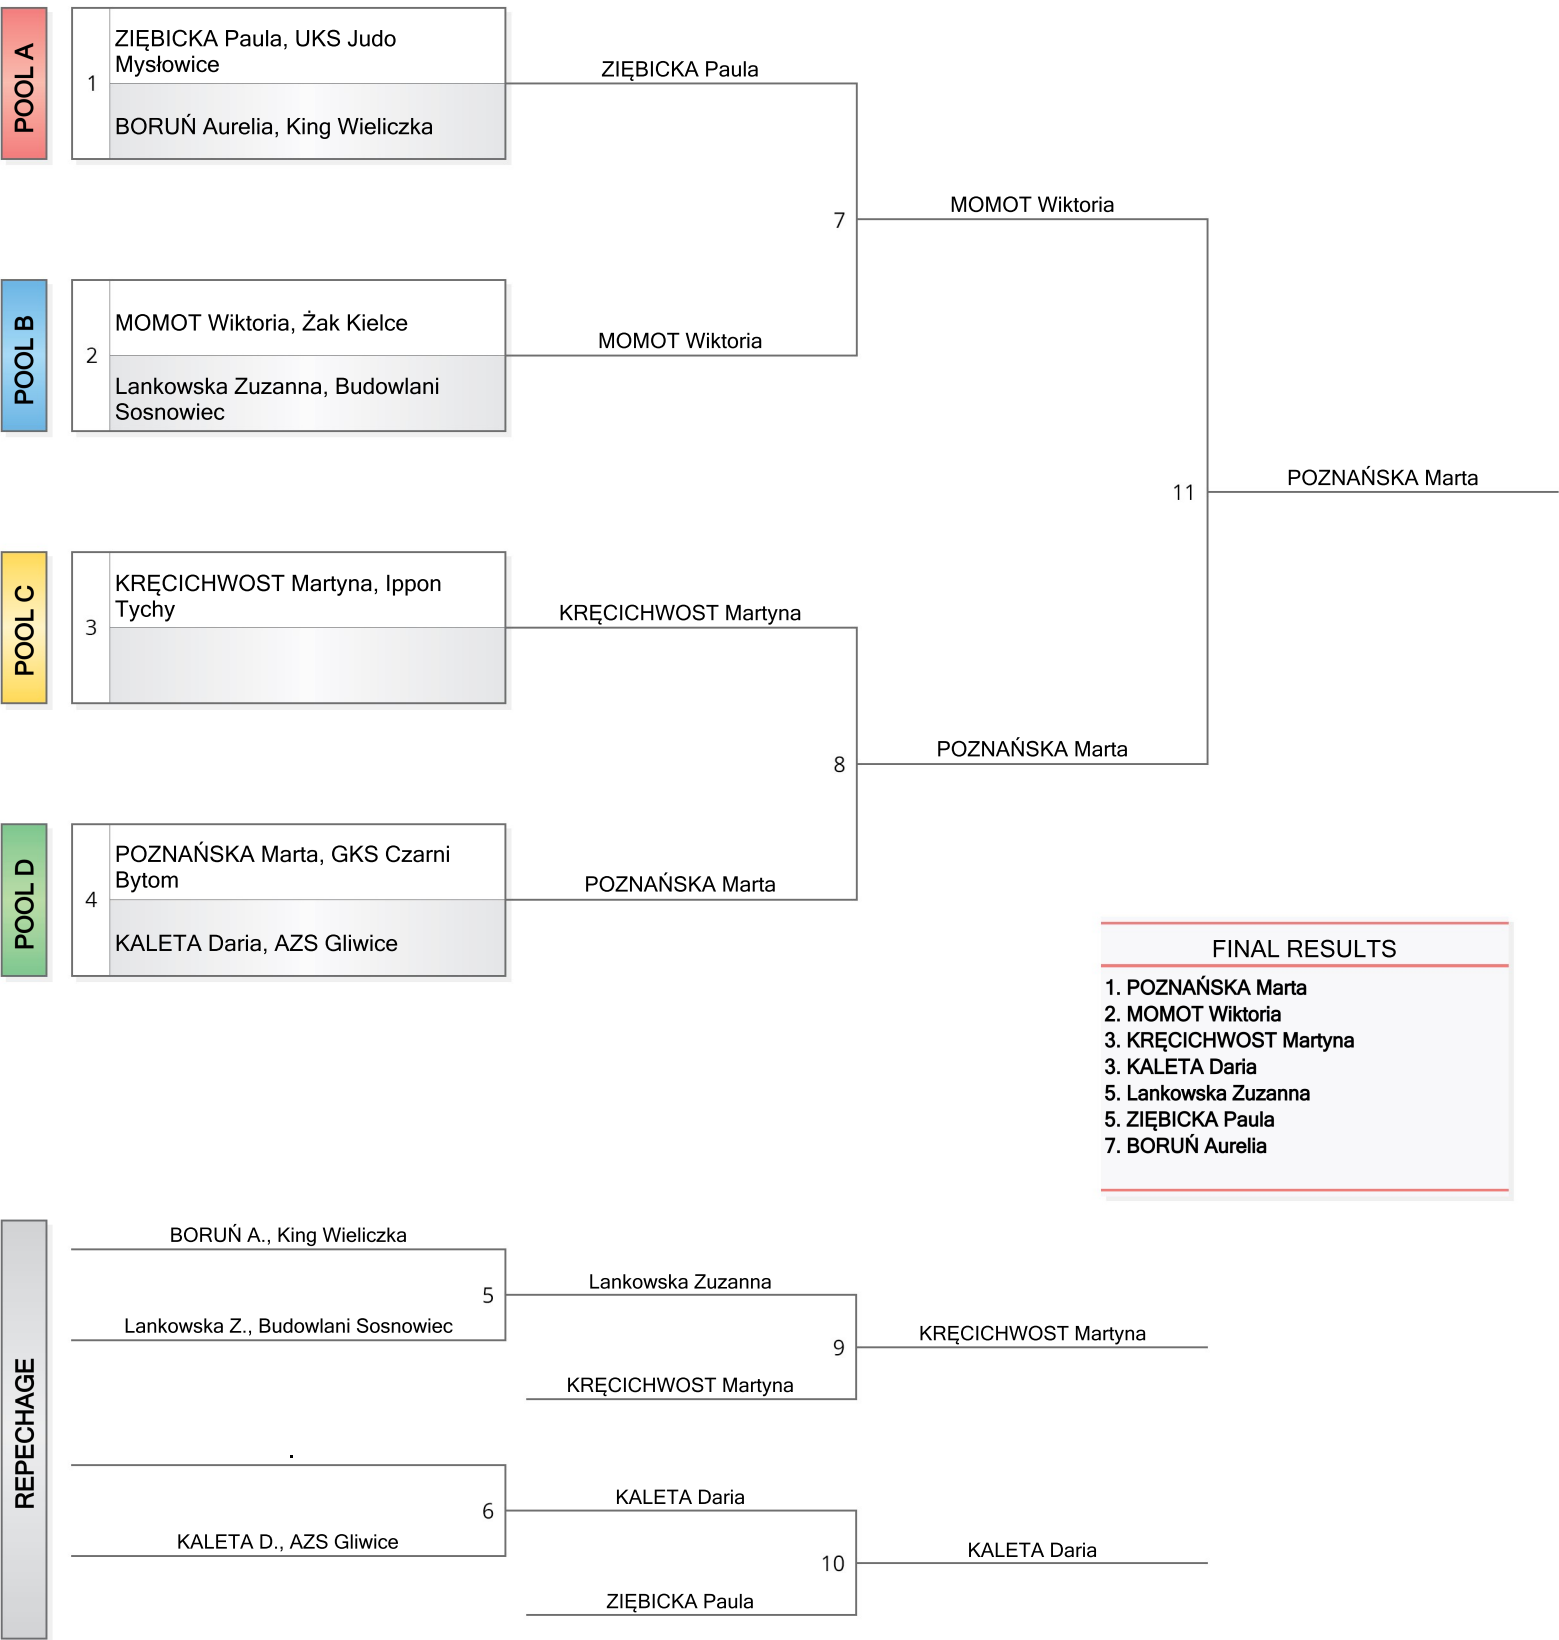 POOL A
1
ZIĘBICKA Paula, UKS Judo
Mysłowice
BORUŃ Aurelia, King Wieliczka
ZIĘBICKA Paula
7
MOMOT Wiktoria
POOL B
2
MOMOT Wiktoria, Żak Kielce
Lankowska Zuzanna, Budowlani
Sosnowiec
MOMOT Wiktoria
11
POZNAŃSKA Marta
POOL C
3
KRĘCICHWOST Martyna, Ippon
Tychy
KRĘCICHWOST Martyna
8
POZNAŃSKA Marta
POOL D
4
POZNAŃSKA Marta, GKS Czarni
Bytom
KALETA Daria, AZS Gliwice
POZNAŃSKA Marta
FINAL RESULTS
1. POZNAŃSKA Marta
2. MOMOT Wiktoria
3. KRĘCICHWOST Martyna
3. KALETA Daria
5. Lankowska Zuzanna
5. ZIĘBICKA Paula
7. BORUŃ Aurelia
REPECHAGE
BORUŃ A., King Wieliczka
5
Lankowska Z., Budowlani Sosnowiec
Lankowska Zuzanna
9
KRĘCICHWOST Martyna
KRĘCICHWOST Martyna
.
6
KALETA D., AZS Gliwice
KALETA Daria
10
ZIĘBICKA Paula
KALETA Daria